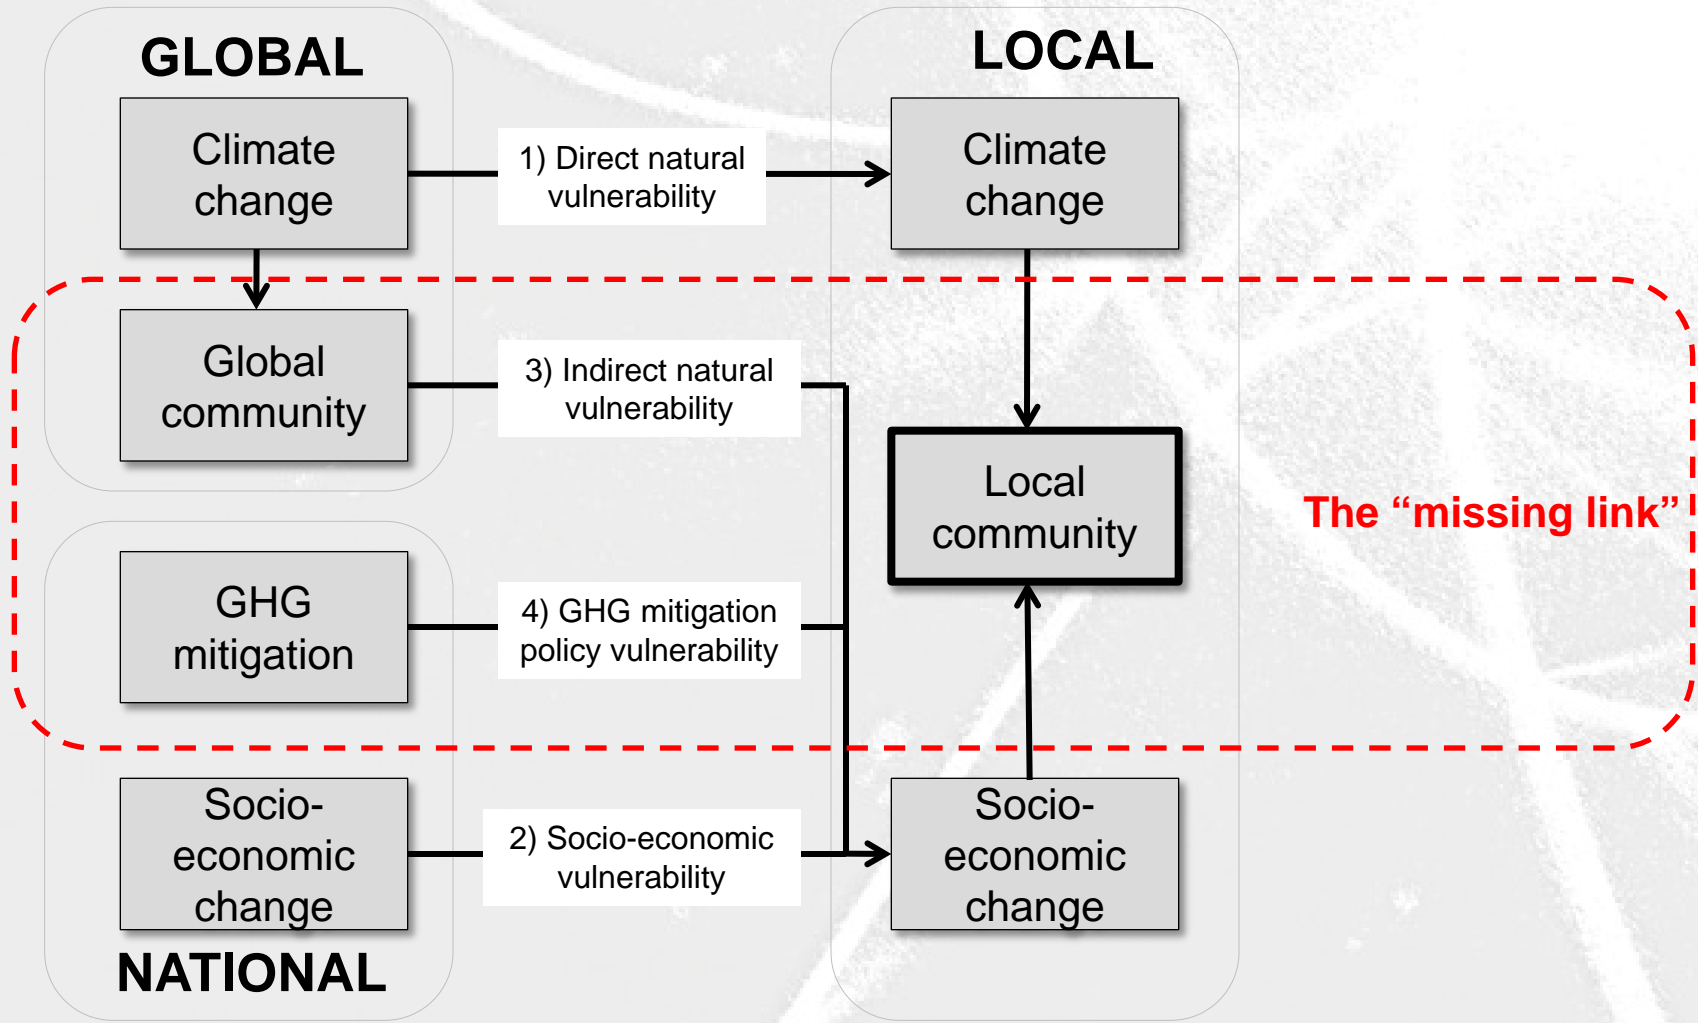 GLOBAL
LOCAL
Climate
change
1) Direct natural
vulnerability
Climate
change
Global
community
3) Indirect natural
vulnerability
Local
community
The “missing link”
GHG
mitigation
4) GHG mitigation
policy vulnerability
Socio-
economic
change
2) Socio-economic
vulnerability
Socio-
economic
change
NATIONAL